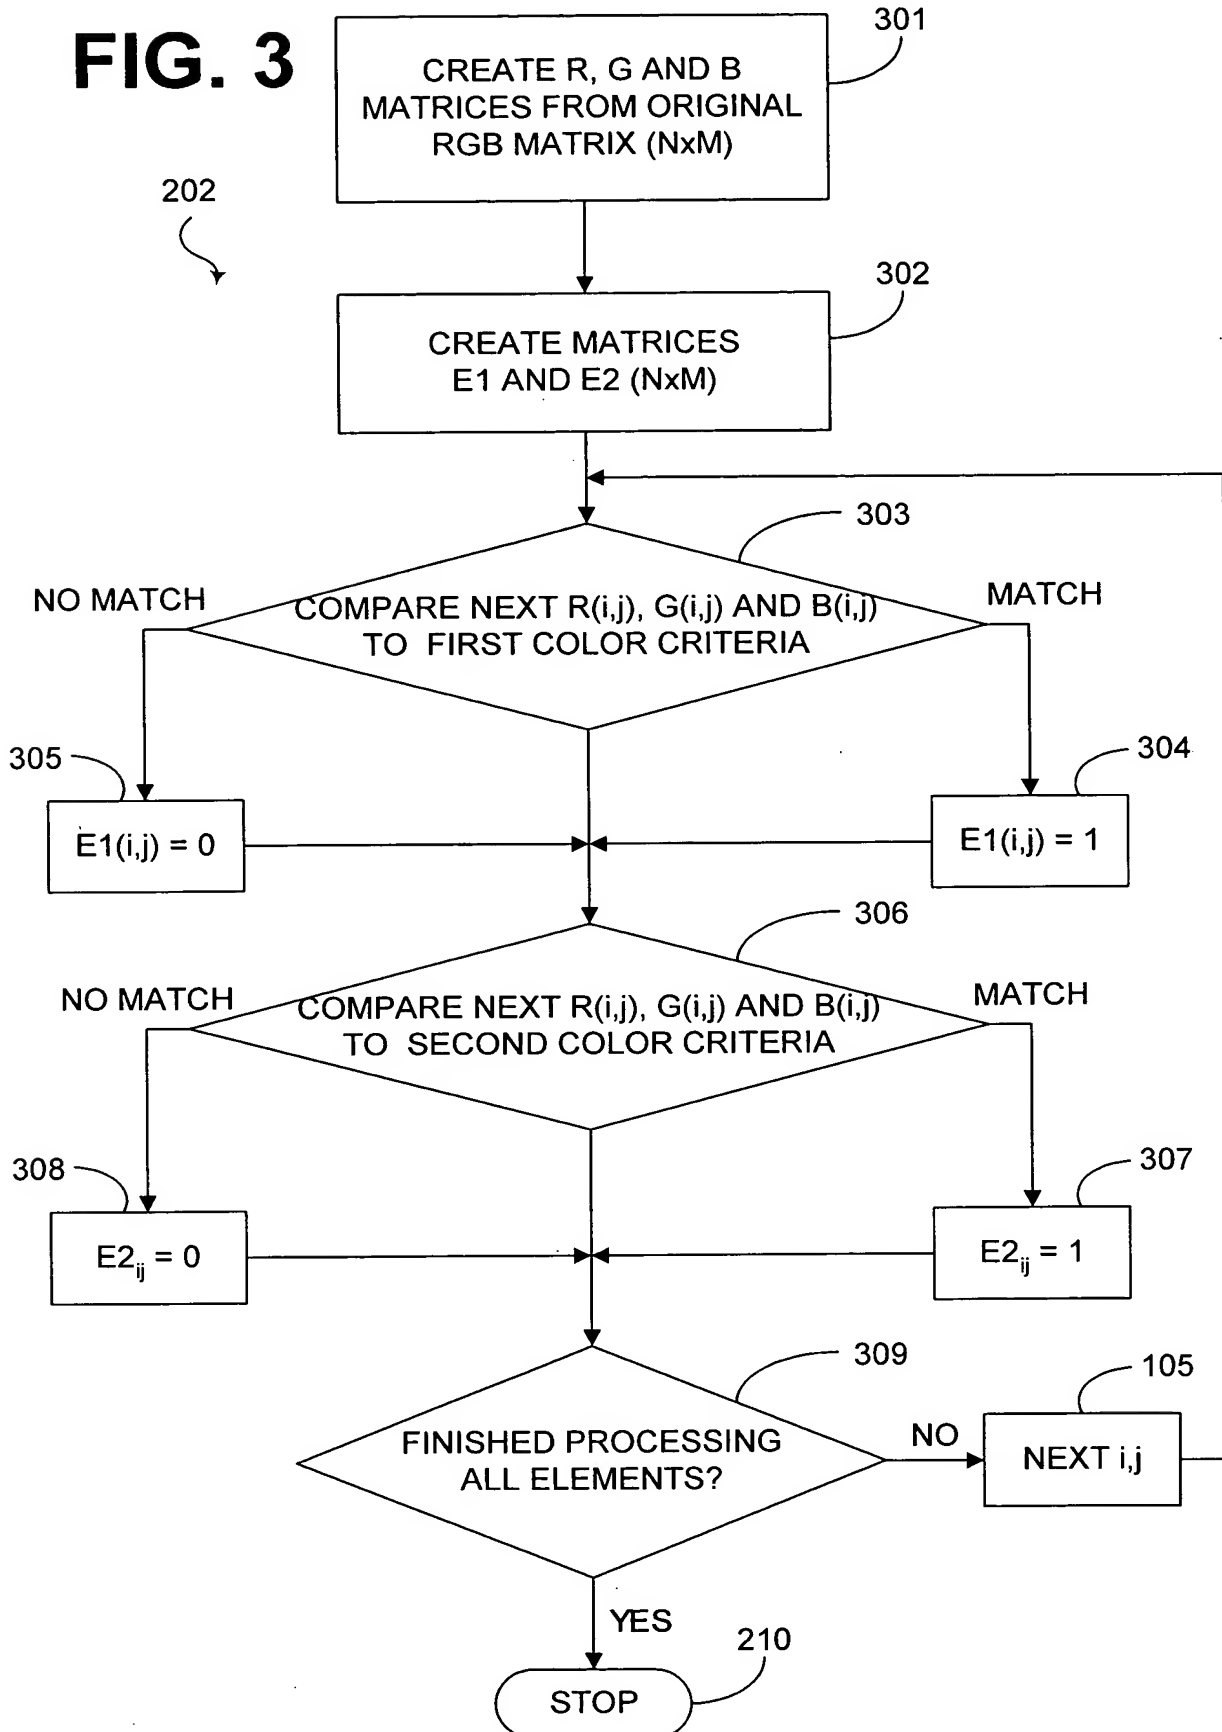 FIG. 3
301
CREATE R, G AND B
MATRICES FROM ORIGINAL
RGB MATRIX (NxM)
202
302
CREATE MATRICES
E1 AND E2 (NxM)
303
NO MATCH
MATCH
COMPARE NEXT R(i,j), G(i,j) AND B(i,j)
TO FIRST COLOR CRITERIA
305
304
E1(i,j) = 0
E1(i,j) = 1
306
NO MATCH
MATCH
COMPARE NEXT R(i,j), G(i,j) AND B(i,j)
TO SECOND COLOR CRITERIA
308
307
E2ij = 0
E2ij = 1
309
105
FINISHED PROCESSING
ALL ELEMENTS?
NO
NEXT i,j
YES
210
STOP